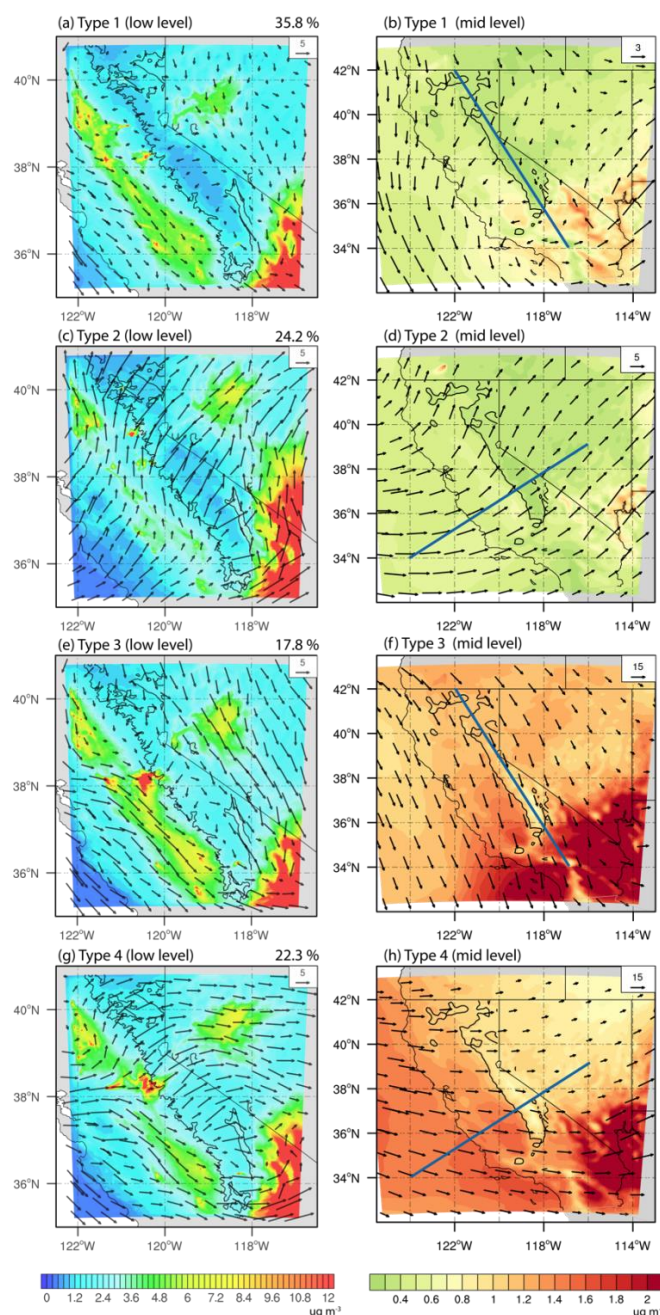 (a) Type 1 (low level) 35.8 %
(b) Type 1 (mid level)
5
3
40°N
38°N
36°N
42°N
40°N
38°N
36°N
34°N
122°W 120°W 118°W
122°W 118°W 114°W
(c) Type 2 (low level) 24.2 %
(d) Type 2 (mid level)
5
5
40°N
38°N
36°N
42°N
40°N
38°N
36°N
34°N
122°W 120°W 118°W
122°W 118°W 114°W
(e) Type 3 (low level) 17.8 %
(f) Type 3 (mid level)
5
15
40°N
38°N
36°N
42°N
40°N
38°N
36°N
34°N
122°W 120°W 118°W
122°W 118°W 114°W
(g) Type 4 (low level) 22.3 %
(h) Type 4 (mid level)
5
15
40°N
38°N
36°N
42°N
40°N
38°N
36°N
34°N
122°W 120°W 118°W
122°W 118°W 114°W
0 1.2 2.4 3.6 6 7.2 8.4 9.6 10.8 12
µg m⁻³
0.4 0.6 0.8 1 1.2 1.4 1.6 1.8 2
µg m